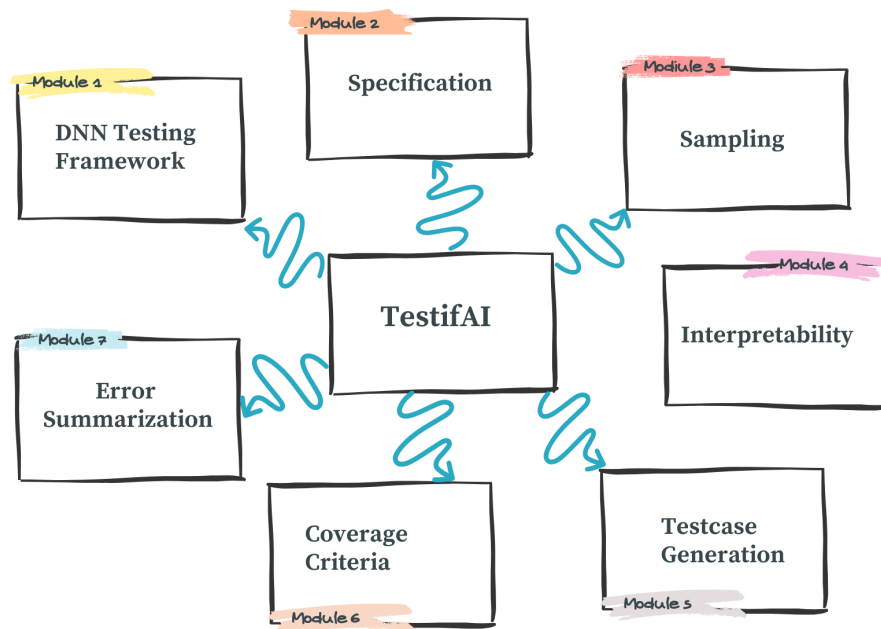 Module 1
DNN Testing
Framework
Module 2
Specification
Modiule 3
Sampling
TestifAI
Module 4
Interpretability
Module 7
Error
Summarization
Coverage
Criteria
Module 6
Testcase
Generation
Module 5